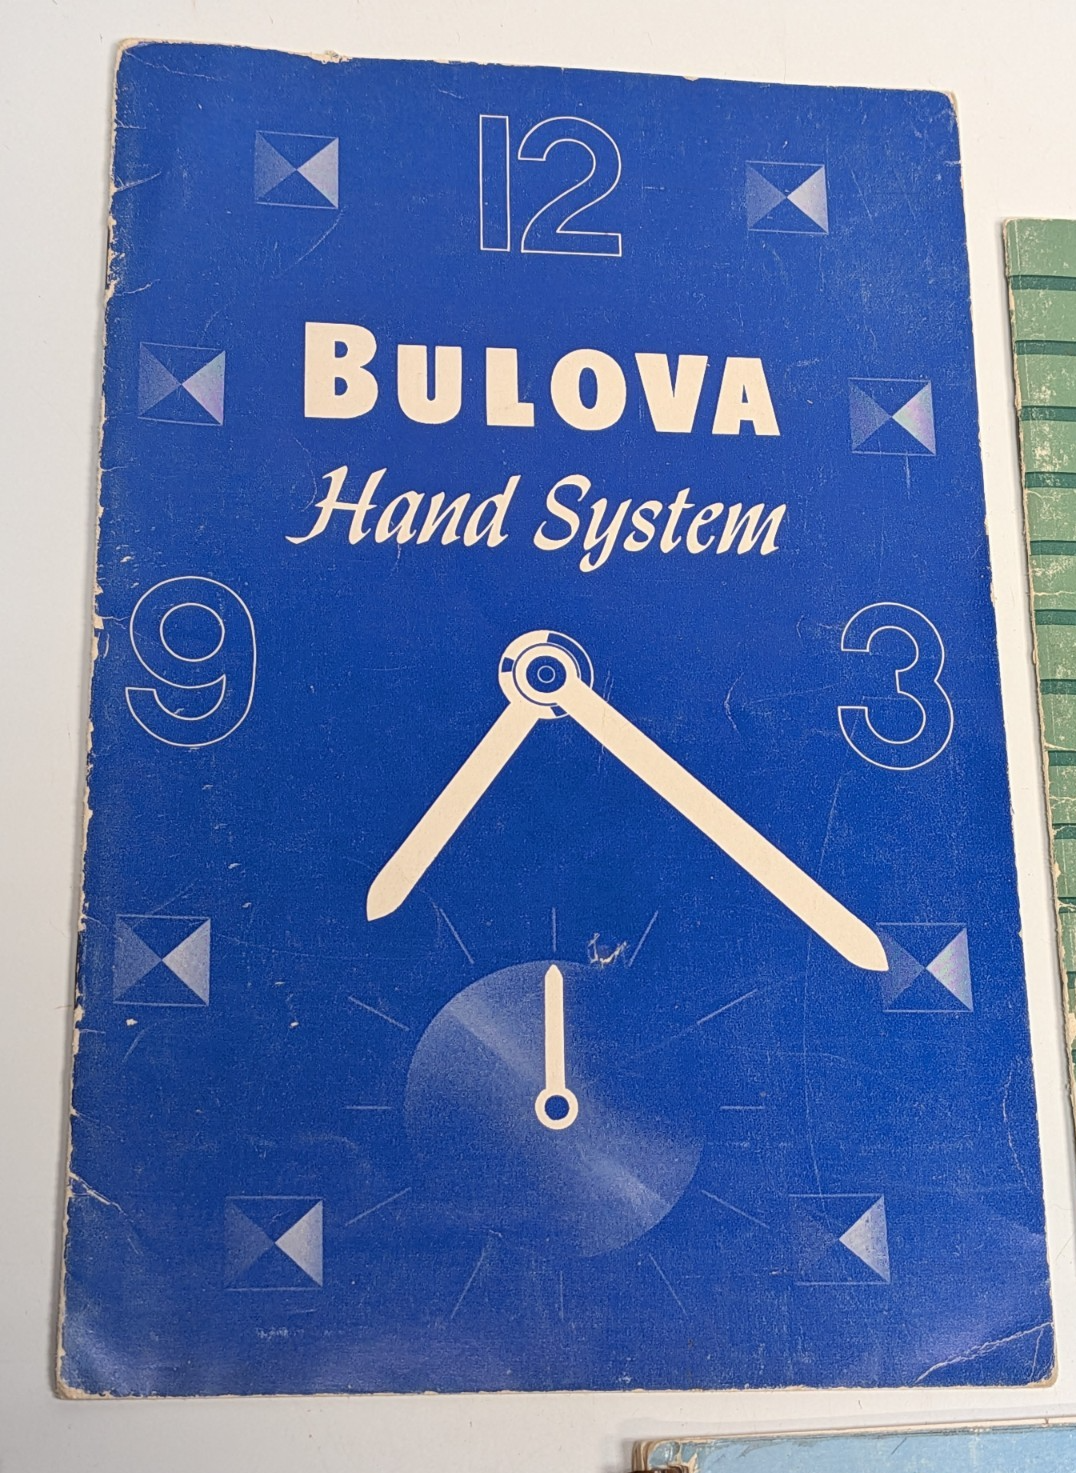 12
BULOVA
Hand System
9 3